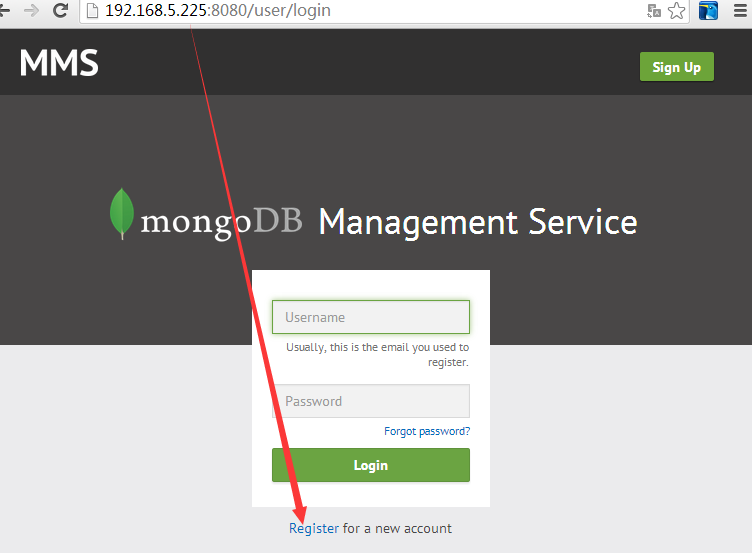 192.168.5.225:8080/user/login
MMS
Sign Up
mongoDB Management Service
Username
Usually, this is the email you used to
register.
Password
Forgot password?
Login
Register for a new account